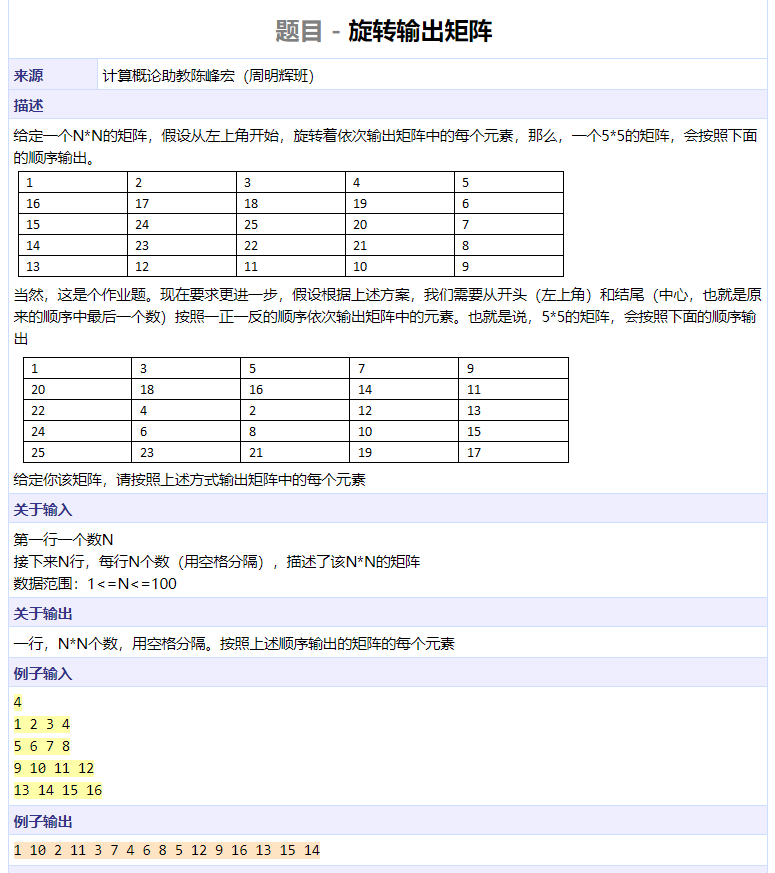 题目 - 旋转输出矩阵
来源 计算概论助教陈峰宏（周明辉班）
描述
给定一个N*N的矩阵，假设从左上角开始，旋转着依次输出矩阵中的每个元素，那么，一个5*5的矩阵，会按照下面
的顺序输出。
1 2 3 4 5
16 17 18 19 6
15 24 25 20 7
14 23 22 21 8
13 12 11 10 9
当然，这是个作业题。现在要求更进一步，假设根据上述方案，我们需要从开头（左上角）和结尾（中心，也就是原
来的顺序中最后一个数）按照一正一反的顺序依次输出矩阵中的元素。也就是说，5*5的矩阵，会按照下面的顺序输
出
1 3 5 7 9
20 18 16 14 11
22 4 2 12 13
24 6 8 10 15
25 23 21 19 17
给定你该矩阵，请按照上述方式输出矩阵中的每个元素
关于输入
第一行一个数N
接下来N行，每行N个数（用空格分隔）, 描述了该N*N的矩阵
数据范围：1<=N<=100
关于输出
一行，N*N个数，用空格分隔。按照上述顺序输出的矩阵的每个元素
例子输入
4
1 2 3 4
5 6 7 8
9 10 11 12
13 14 15 16
例子输出
1 10 2 11 3 7 4 6 8 5 12 9 16 13 15 14